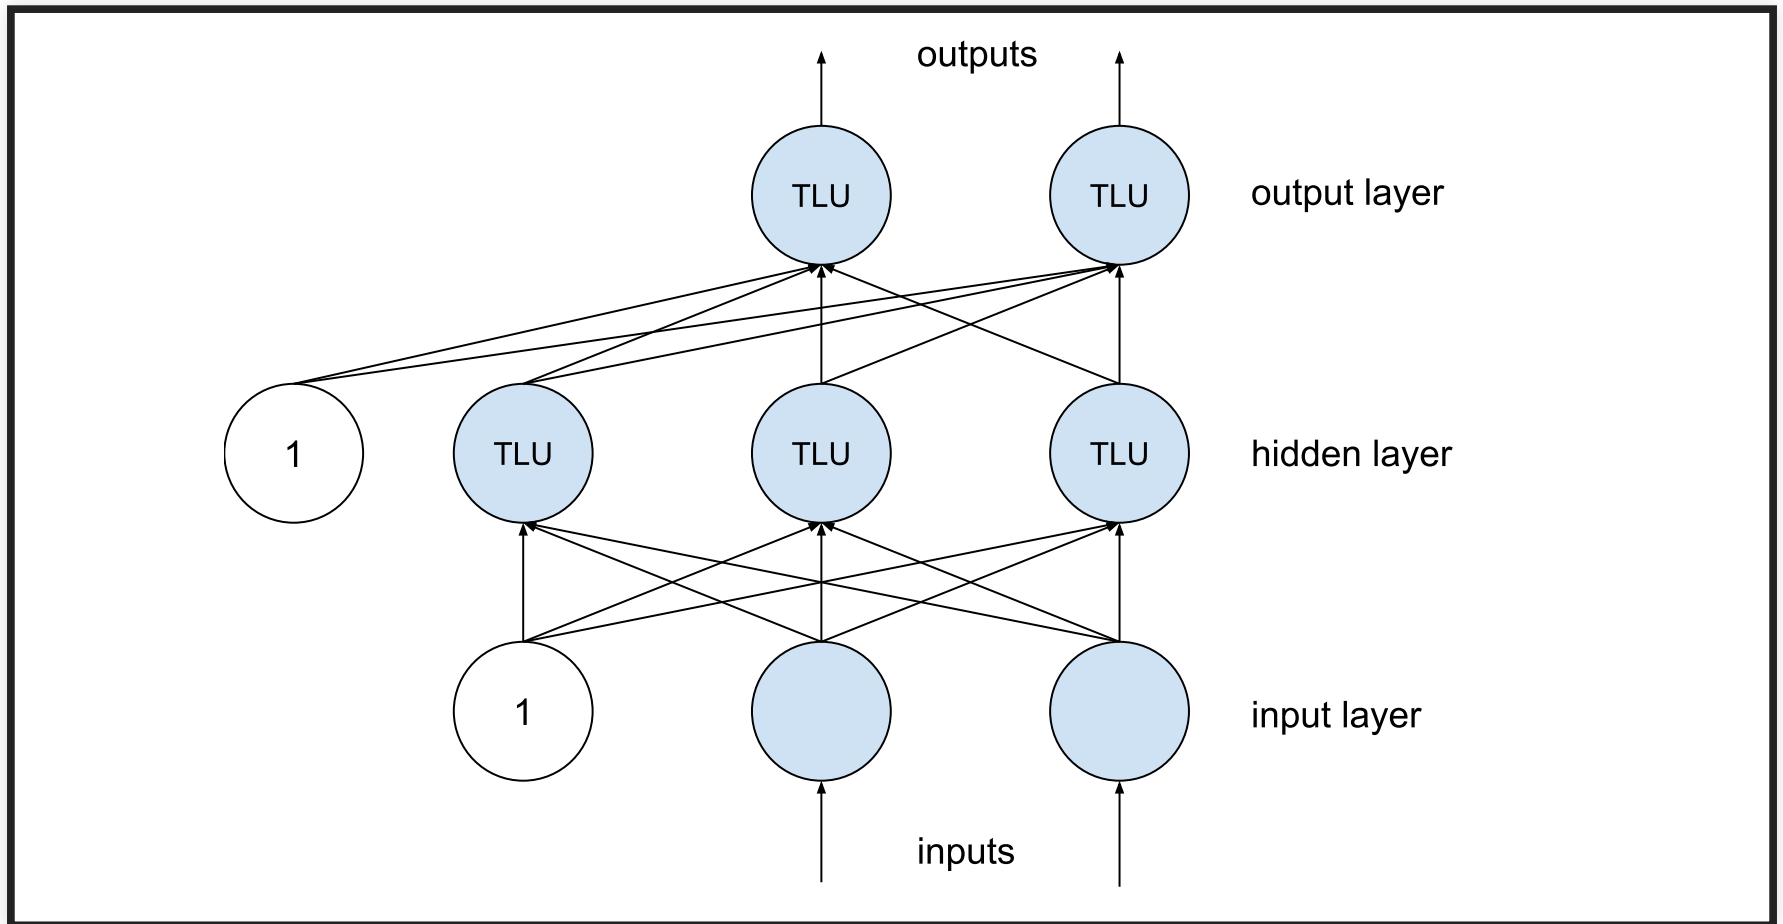 outputs
TLU TLU output layer
1 TLU TLU TLU hidden layer
1 input layer
inputs